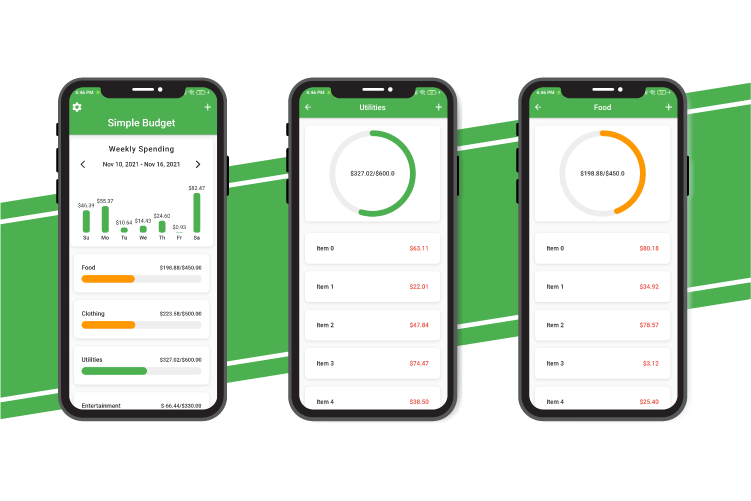 8:46 PM
Simple Budget
Weekly Spending
Nov 10, 2021 - Nov 16, 2021
$46.39 $55.37 $10.64 $14.43 $24.60 $0.93 $82.47
Su Mo Tu We Th Fr Sa
Food $198.88/$450.00
Clothing $223.58/$500.00
Utilities $327.02/$600.00
Entertainment $-66.44/$330.00
8:46 PM
Utilities
$327.02/$600.0
Item 0 $63.11
Item 1 $22.01
Item 2 $47.84
Item 3 $74.47
Item 4 $38.50
8:46 PM
Food
$198.88/$450.0
Item 0 $80.18
Item 1 $34.92
Item 2 $78.57
Item 3 $3.12
Item 4 $25.40